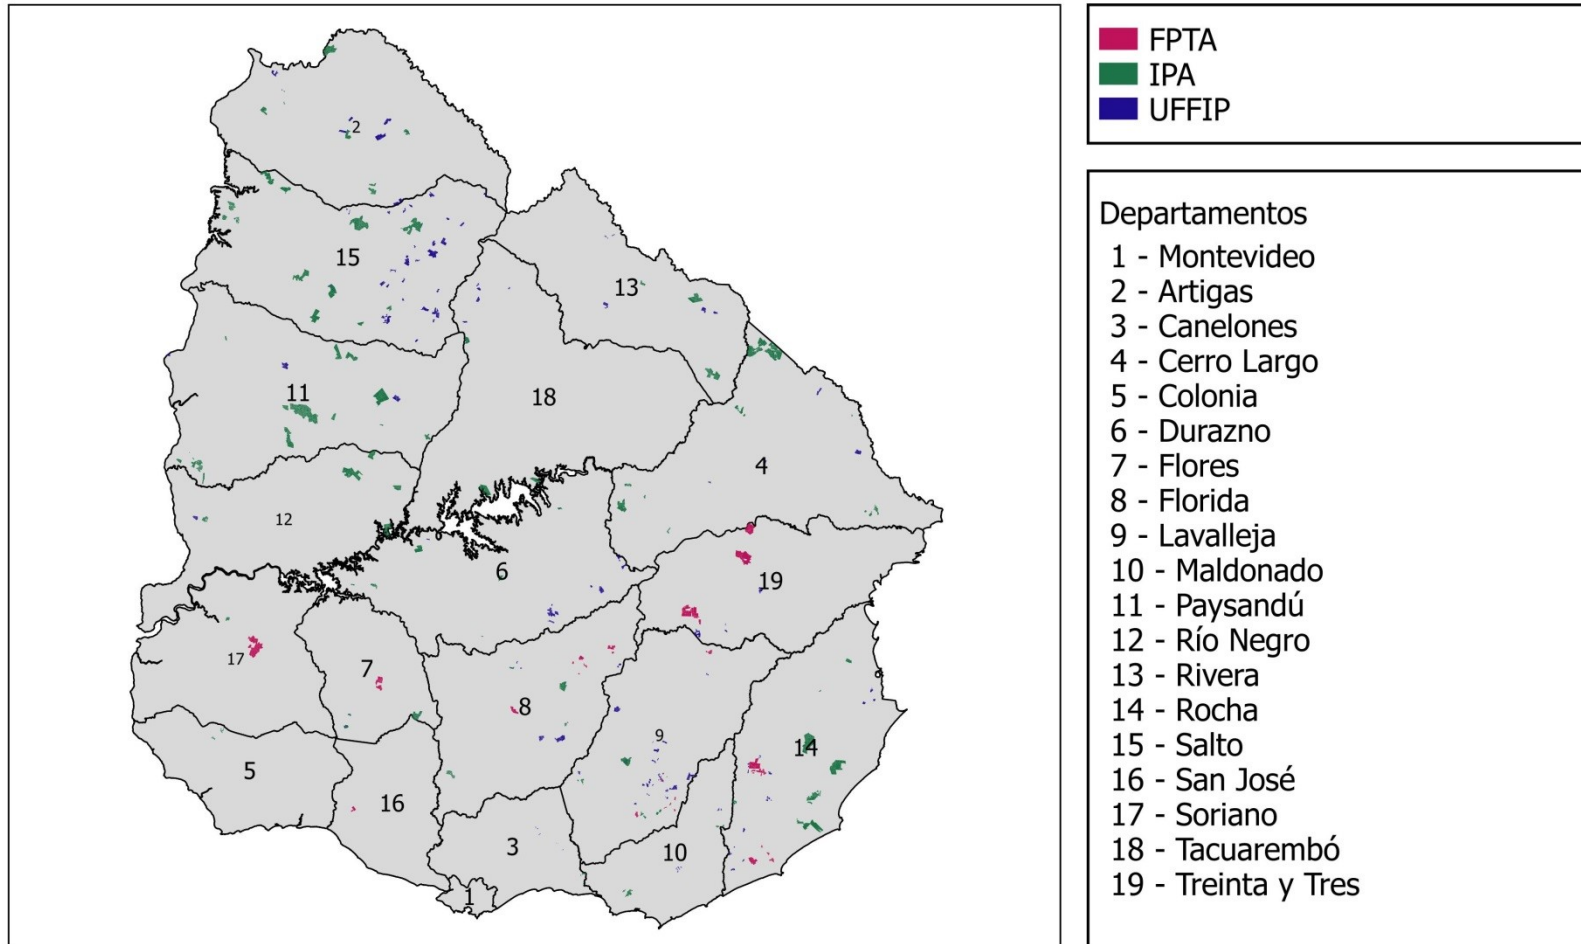 FPTA
IPA
UFFIP
Departamentos
1 - Montevideo
2 - Artigas
3 - Canelones
4 - Cerro Largo
5 - Colonia
6 - Durazno
7 - Flores
8 - Florida
9 - Lavalleja
10 - Maldonado
11 - Paysandú
12 - Río Negro
13 - Rivera
14 - Rocha
15 - Salto
16 - San José
17 - Soriano
18 - Tacuarembó
19 - Treinta y Tres
2
15
13
11
18
4
12
6
19
17
7
8
9
14
5
16
3
10
1